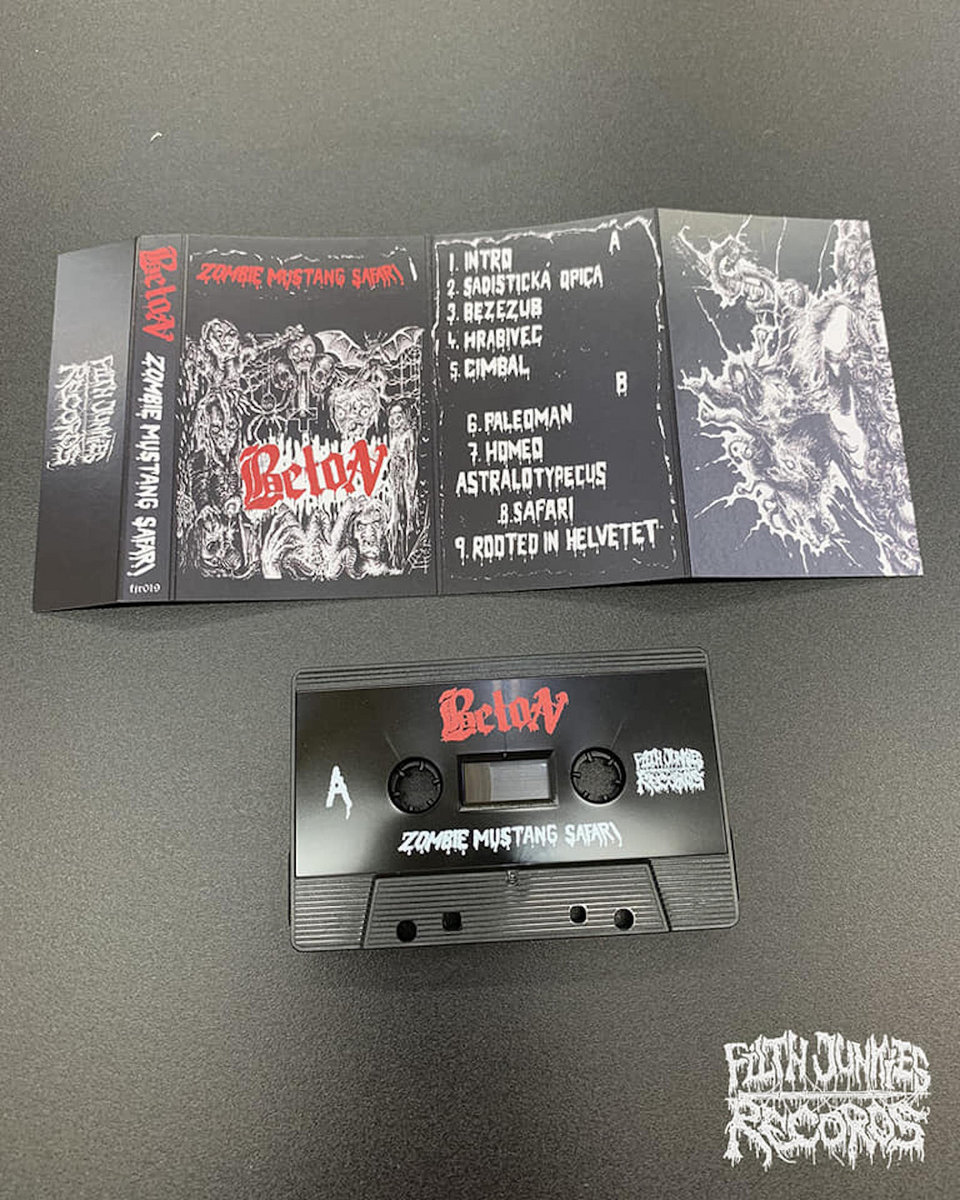 FILTH JUNKIES
RECORDS
Beton
ZOMBIE MUSTANG SAFARI
fjr019
ZOMBIE MUSTANG SAFARI
Beton
A
1. INTRO
2. SADISTICKÁ OPICA
3. BEZEZUB
4. HRABIVEC
5. CIMBAL
B
6. PALEOMAN
7. HOMEO
ASTRALOTYPECUS
8. SAFARI
9. ROOTED IN HELVETET
Beton
A
FILTH JUNKIES
RECORDS
ZOMBIE MUSTANG SAFARI
FILTH JUNKIES
RECORDS